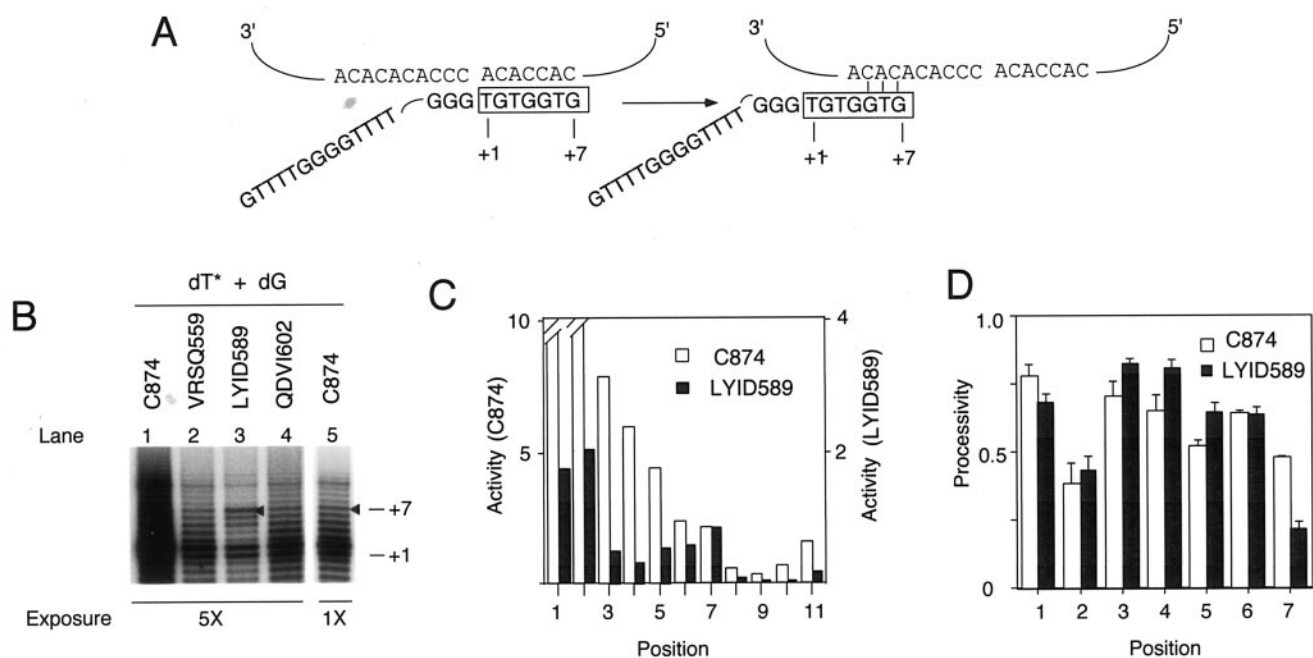 A
3' 5'
ACACACACCC ACACCAC
GGG TGTGGTG
GTTTTGGGGTTTT
+1 +7
3' 5'
ACACACACCC ACACCAC
GGG TGTGGTG
GTTTTGGGGTTTT
+1 +7
B
dT* + dG
C874
VRSQ559
LYID589
QDVI602
C874
Lane 1 2 3 4 5
+7
+1
Exposure 5X 1X
C
10
5
4
2
Activity (C874)
Activity (LYID589)
C874
LYID589
1 3 5 7 9 11
Position
D
1.0
0.5
0
Processivity
C874
LYID589
1 2 3 4 5 6 7
Position